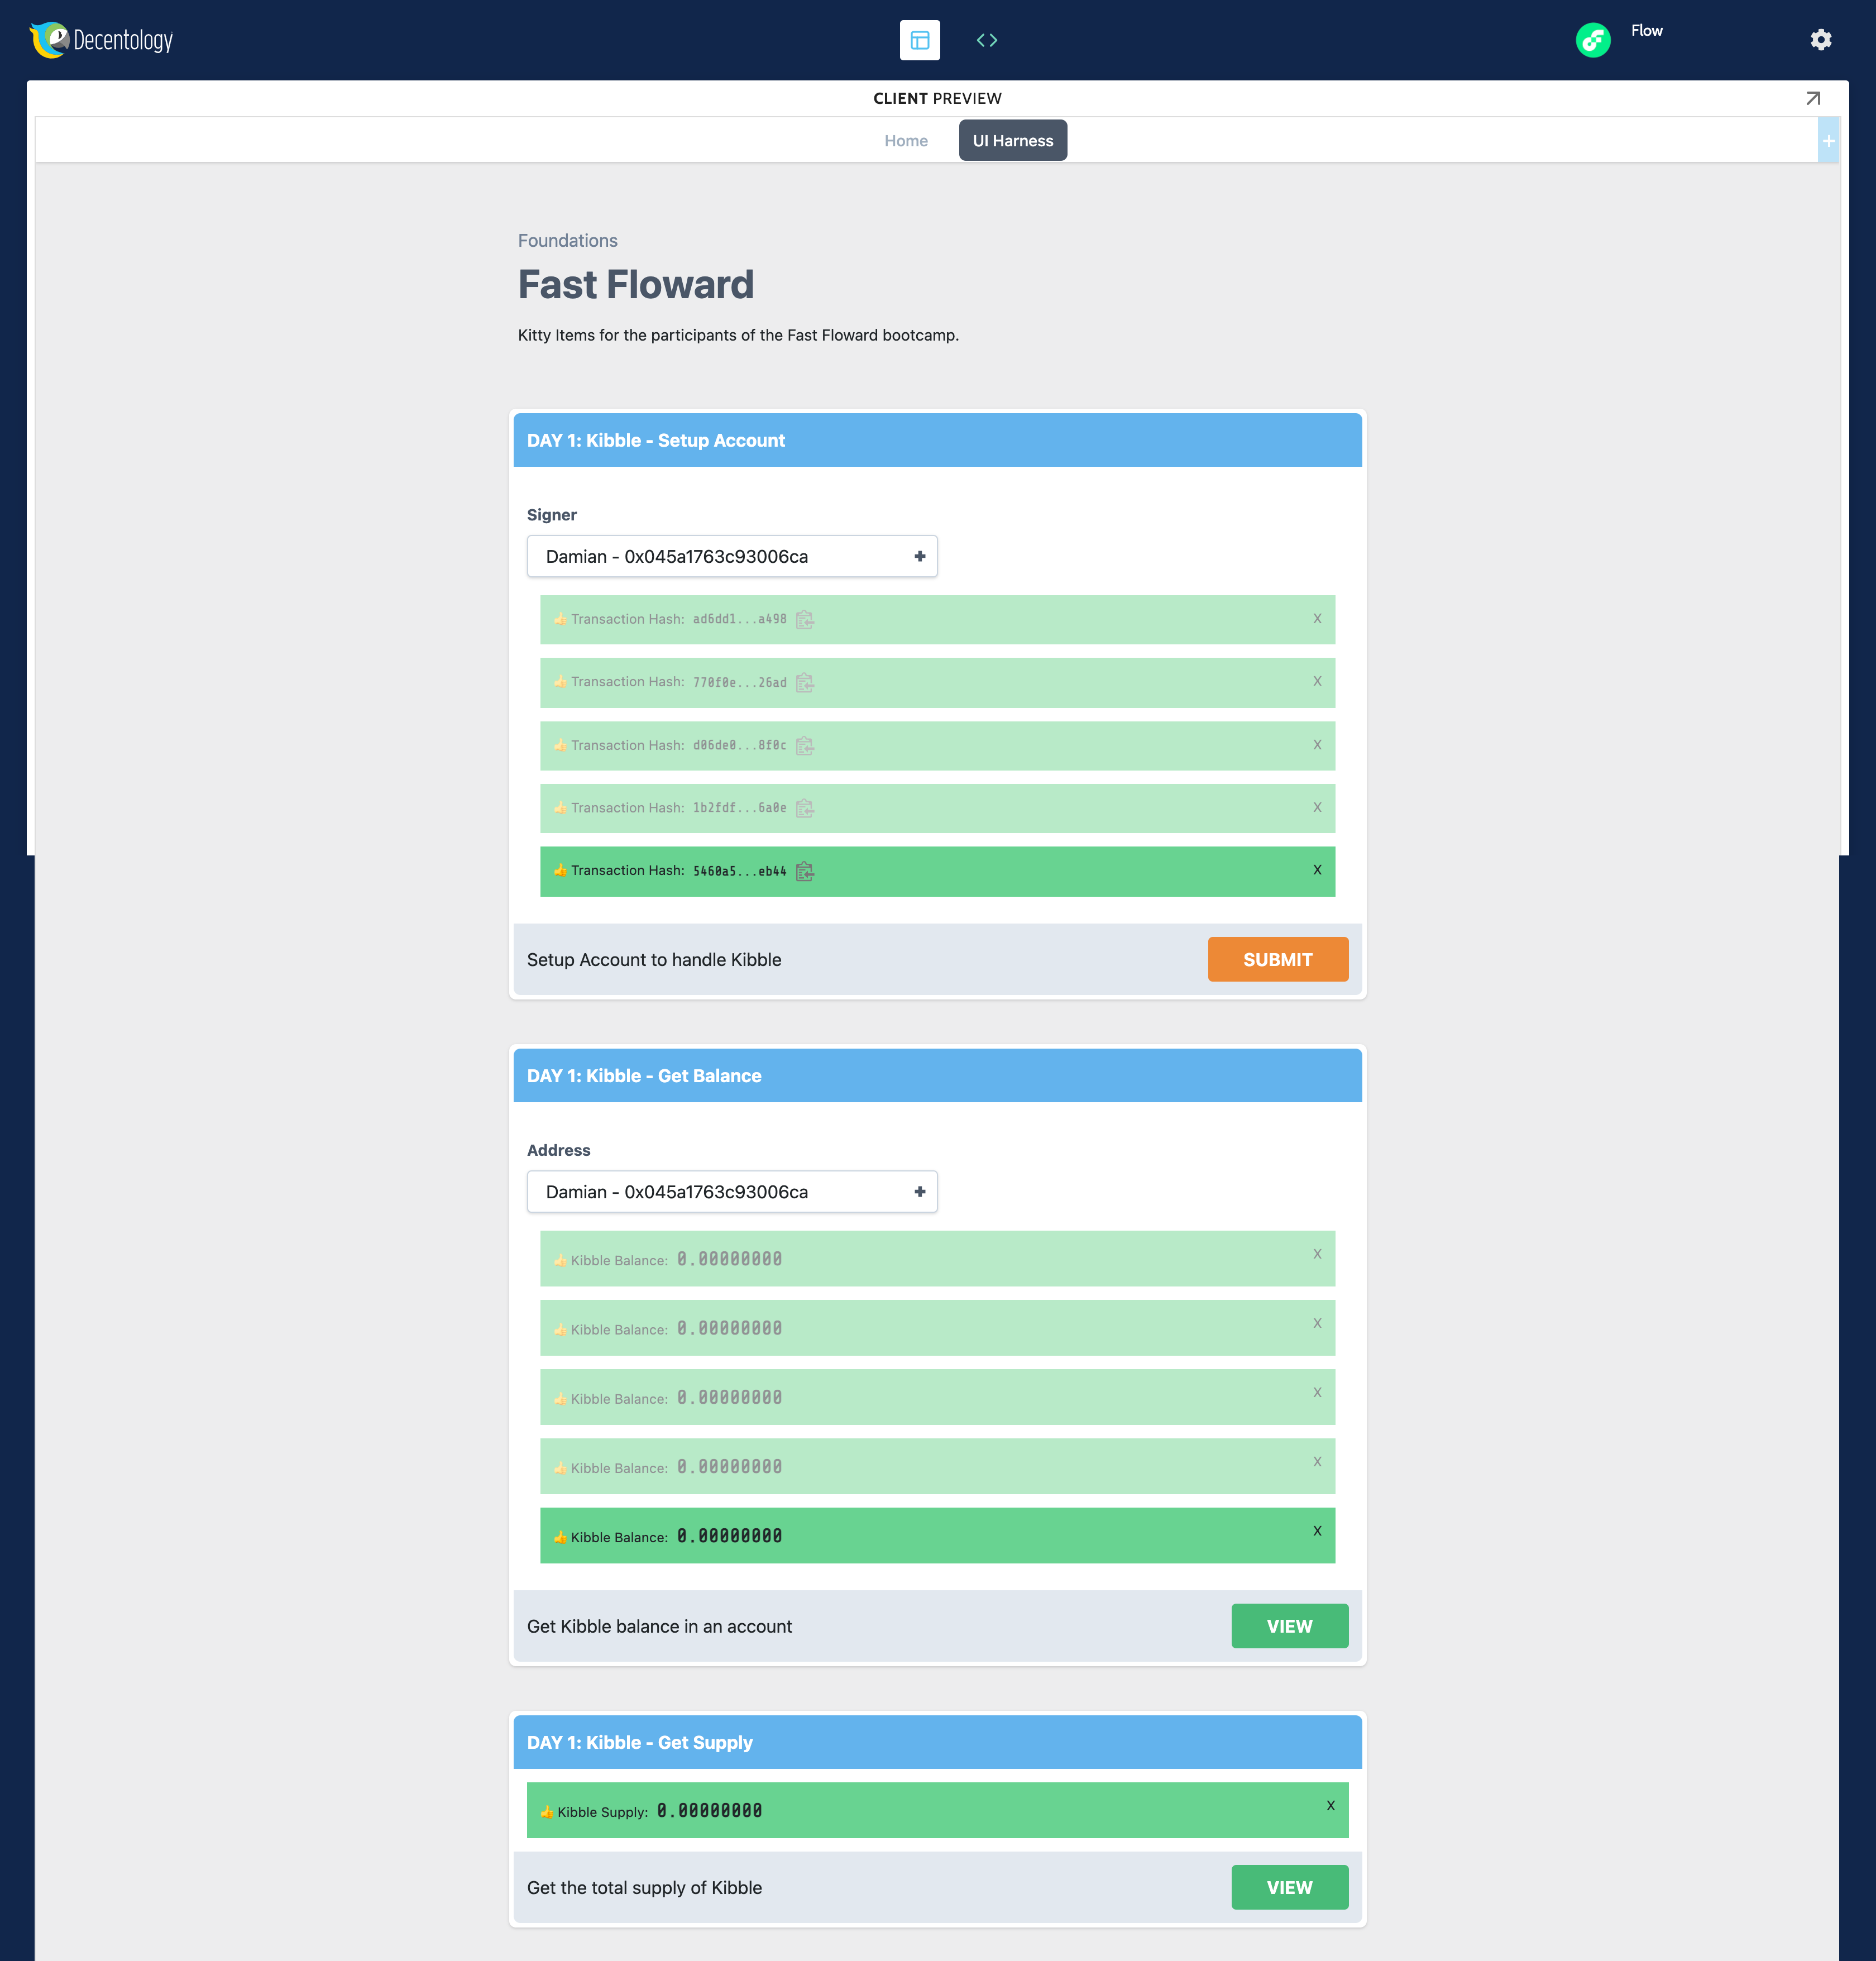 Decentology
Flow
CLIENT PREVIEW
Home
UI Harness
+
Foundations
Fast Floward
Kitty Items for the participants of the Fast Floward bootcamp.
DAY 1: Kibble - Setup Account
Signer
Damian - 0x045a1763c93006ca
👍 Transaction Hash: ad6dd1...a498 X
👍 Transaction Hash: 770f0e...26ad X
👍 Transaction Hash: d06de0...8f0c X
👍 Transaction Hash: 1b2fdf...6a0e X
👍 Transaction Hash: 5460a5...eb44 X
Setup Account to handle Kibble
SUBMIT
DAY 1: Kibble - Get Balance
Address
Damian - 0x045a1763c93006ca
👍 Kibble Balance: 0.00000000 X
👍 Kibble Balance: 0.00000000 X
👍 Kibble Balance: 0.00000000 X
👍 Kibble Balance: 0.00000000 X
👍 Kibble Balance: 0.00000000 X
Get Kibble balance in an account
VIEW
DAY 1: Kibble - Get Supply
👍 Kibble Supply: 0.00000000 X
Get the total supply of Kibble
VIEW